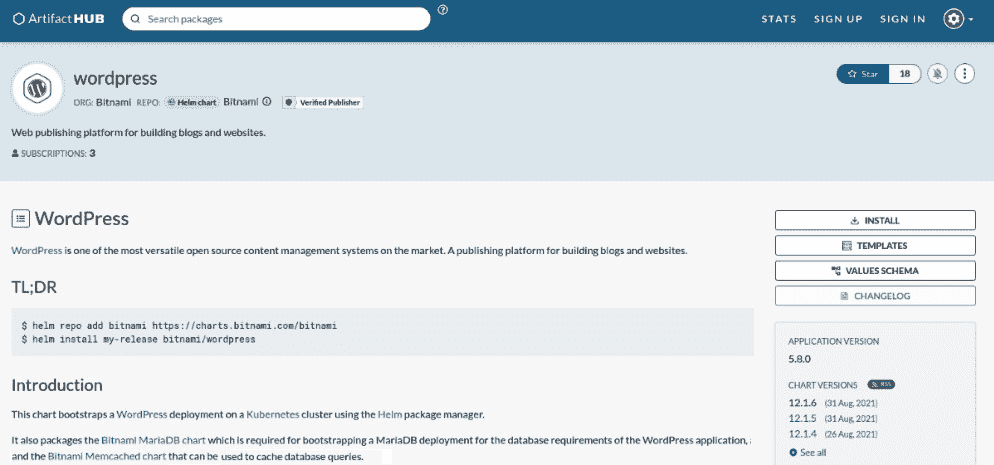 ArtifactHUB
Search packages
?
STATS SIGN UP SIGN IN
wordpress
ORG: Bitnami REPO: Helm chart Bitnami Verified Publisher
Star 18
Web publishing platform for building blogs and websites.
SUBSCRIPTIONS: 3
WordPress
WordPress is one of the most versatile open source content management systems on the market. A publishing platform for building blogs and websites.
TL;DR
$ helm repo add bitnami https://charts.bitnami.com/bitnami
$ helm install my-release bitnami/wordpress
Introduction
This chart bootstraps a WordPress deployment on a Kubernetes cluster using the Helm package manager.
It also packages the Bitnami MariaDB chart which is required for bootstrapping a MariaDB deployment for the database requirements of the WordPress application,
and the Bitnami Memcached chart that can be used to cache database queries.
INSTALL
TEMPLATES
VALUES SCHEMA
CHANGELOG
APPLICATION VERSION
5.8.0
CHART VERSIONS RSS
12.1.6 (31 Aug, 2021)
12.1.5 (31 Aug, 2021)
12.1.4 (26 Aug, 2021)
See all